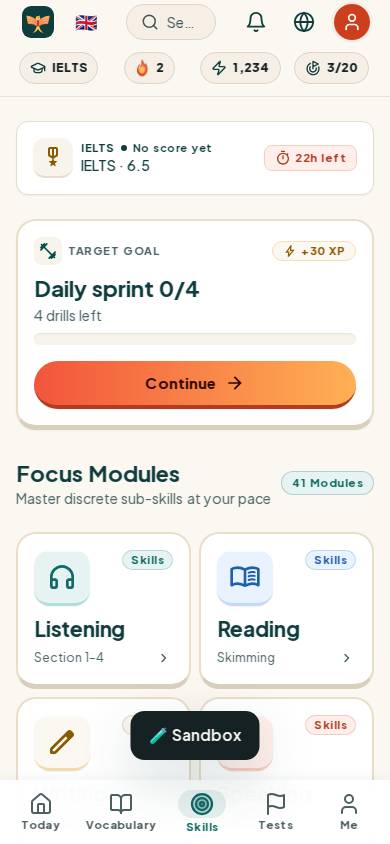 Se...
IELTS
2
1,234
3/20
IELTS • No score yet
IELTS · 6.5
22h left
TARGET GOAL
+30 XP
Daily sprint 0/4
4 drills left
Continue →
Focus Modules
Master discrete sub-skills at your pace
41 Modules
Skills
Listening
Section 1–4
Skills
Reading
Skimming
Skills
Sandbox
Today
Vocabulary
Skills
Tests
Me